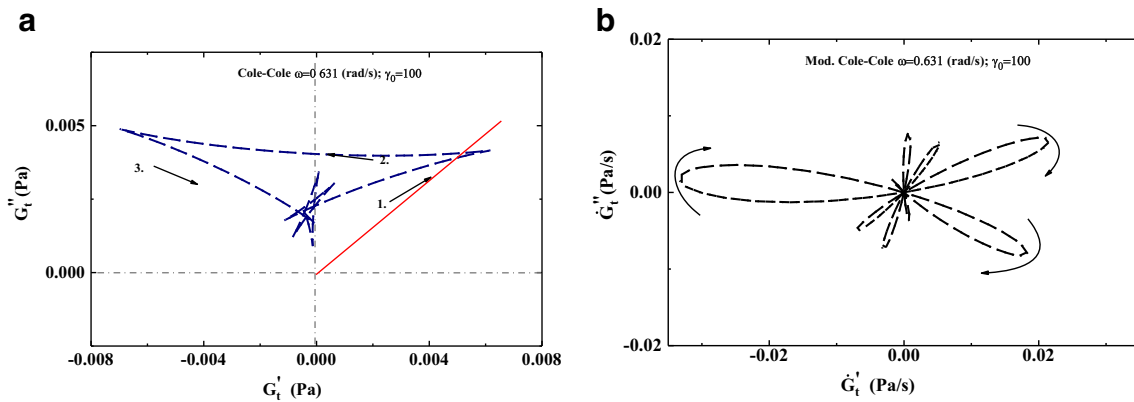 a
Cole-Cole ω=0 631 (rad/s); γ₀=100
0.005
0.000
G''ₜ (Pa)
1.
2.
3.
-0.008 -0.004 0.000 0.004 0.008
G'ₜ (Pa)
b
Mod. Cole-Cole ω=0.631 (rad/s); γ₀=100
0.02
0.00
-0.02
Ġ''ₜ (Pa/s)
-0.02 0.00 0.02
Ġ'ₜ (Pa/s)